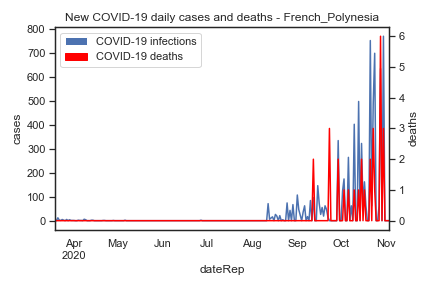 New COVID-19 daily cases and deaths - French_Polynesia
COVID-19 infections
COVID-19 deaths
800
700
600
500
400
300
200
100
0
cases
6
5
4
3
2
1
0
deaths
Apr May Jun Jul Aug Sep Oct Nov
2020
dateRep